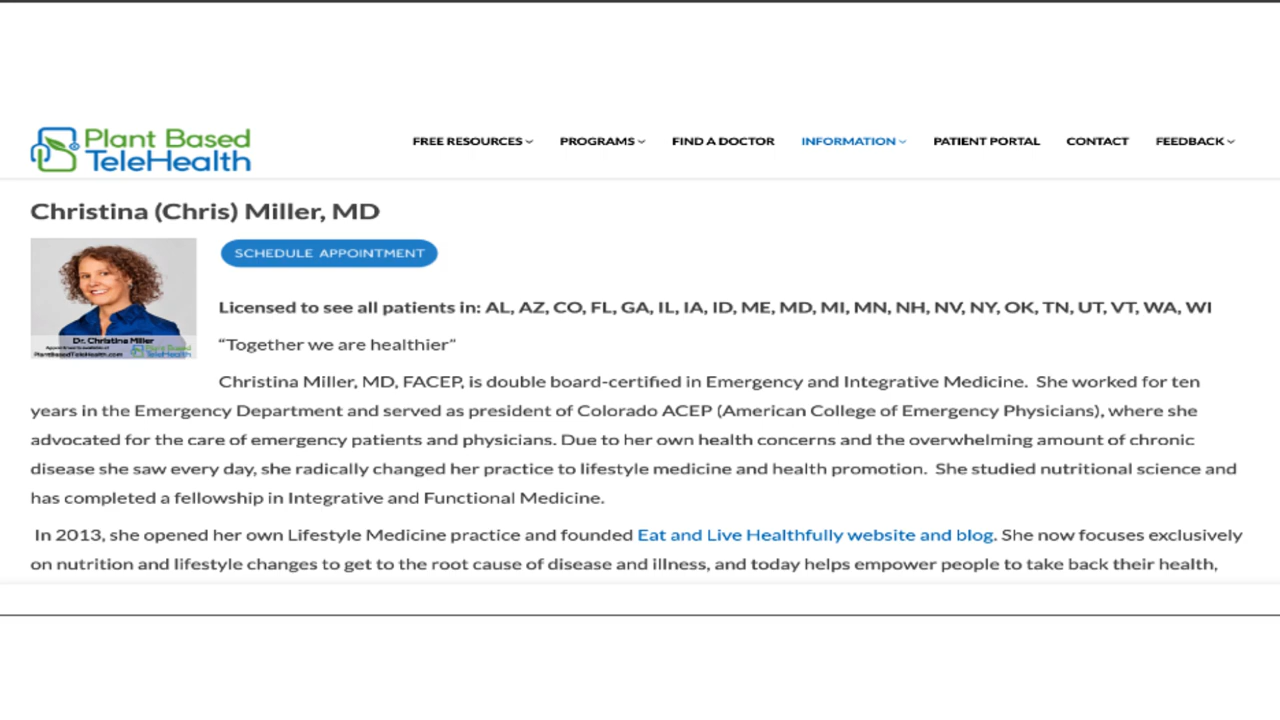 Plant Based
TeleHealth
FREE RESOURCES
PROGRAMS
FIND A DOCTOR
INFORMATION
PATIENT PORTAL
CONTACT
FEEDBACK
Christina (Chris) Miller, MD
SCHEDULE APPOINTMENT
Dr. Christina Miller
PlantBasedTeleHealth.com
Plant Based
TeleHealth
Licensed to see all patients in: AL, AZ, CO, FL, GA, IL, IA, ID, ME, MD, MI, MN, NH, NV, NY, OK, TN, UT, VT, WA, WI
“Together we are healthier”
Christina Miller, MD, FACEP, is double board-certified in Emergency and Integrative Medicine. She worked for ten
years in the Emergency Department and served as president of Colorado ACEP (American College of Emergency Physicians), where she
advocated for the care of emergency patients and physicians. Due to her own health concerns and the overwhelming amount of chronic
disease she saw every day, she radically changed her practice to lifestyle medicine and health promotion. She studied nutritional science and
has completed a fellowship in Integrative and Functional Medicine.
In 2013, she opened her own Lifestyle Medicine practice and founded Eat and Live Healthfully website and blog. She now focuses exclusively
on nutrition and lifestyle changes to get to the root cause of disease and illness, and today helps empower people to take back their health,